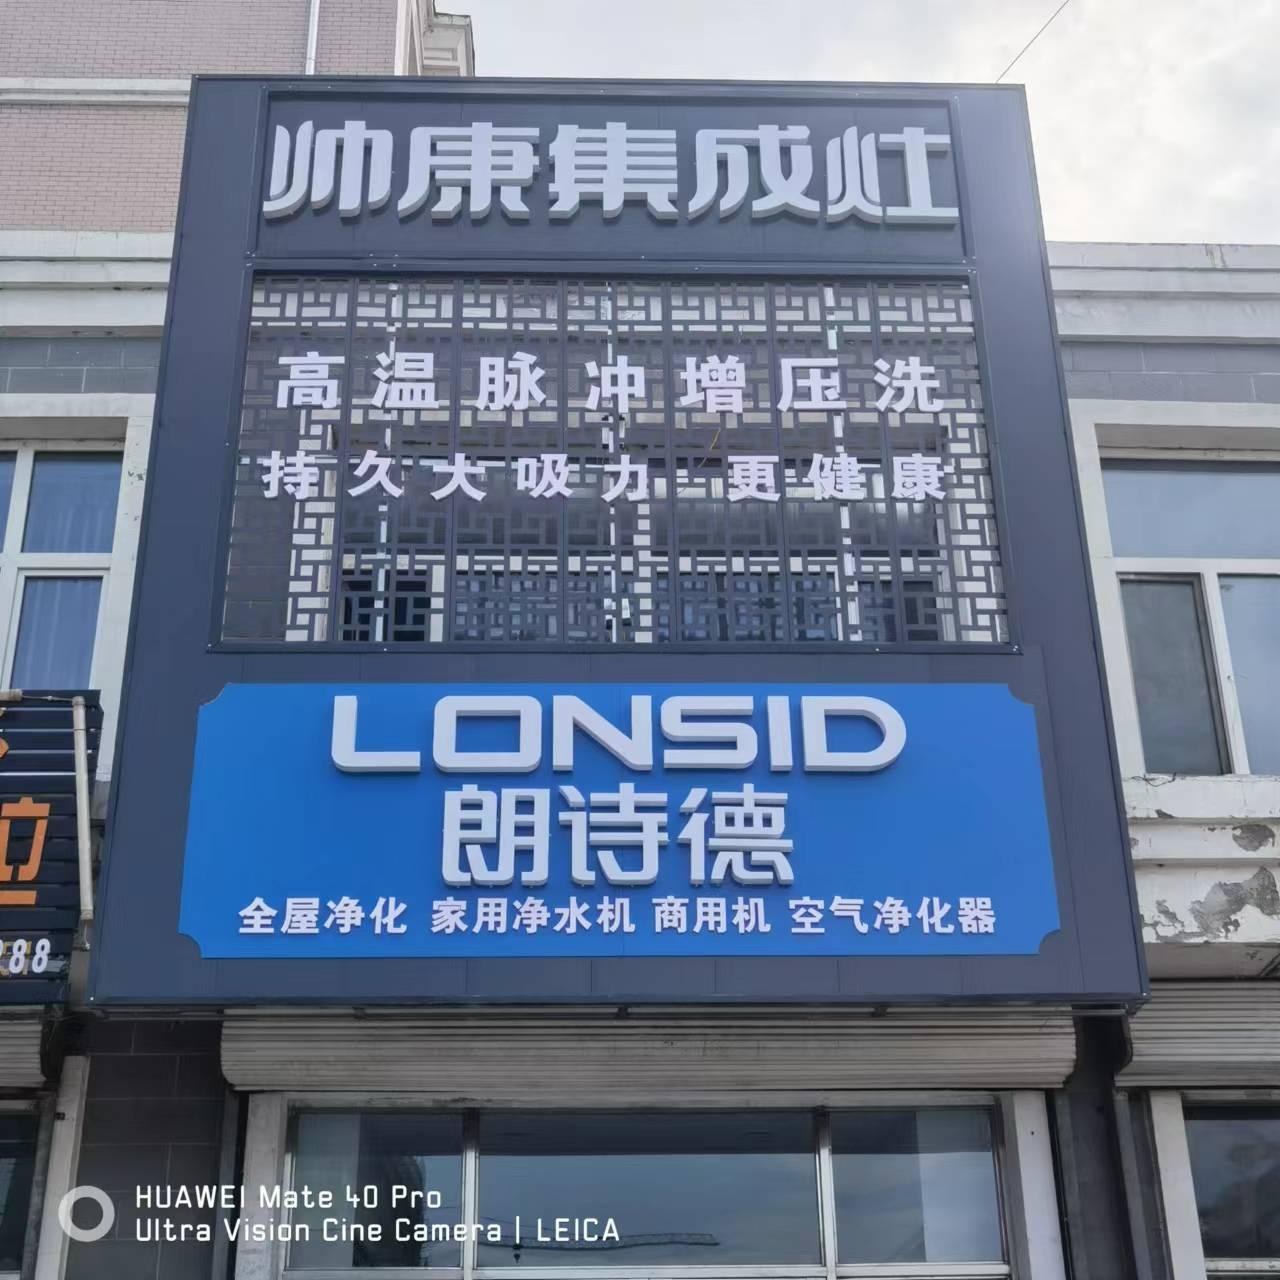 帅康集成灶
高温脉冲增压洗
持久大吸力 更健康
LONSID
朗诗德
全屋净化 家用净水机 商用机 空气净化器
288
HUAWEI Mate 40 Pro
Ultra Vision Cine Camera | LEICA